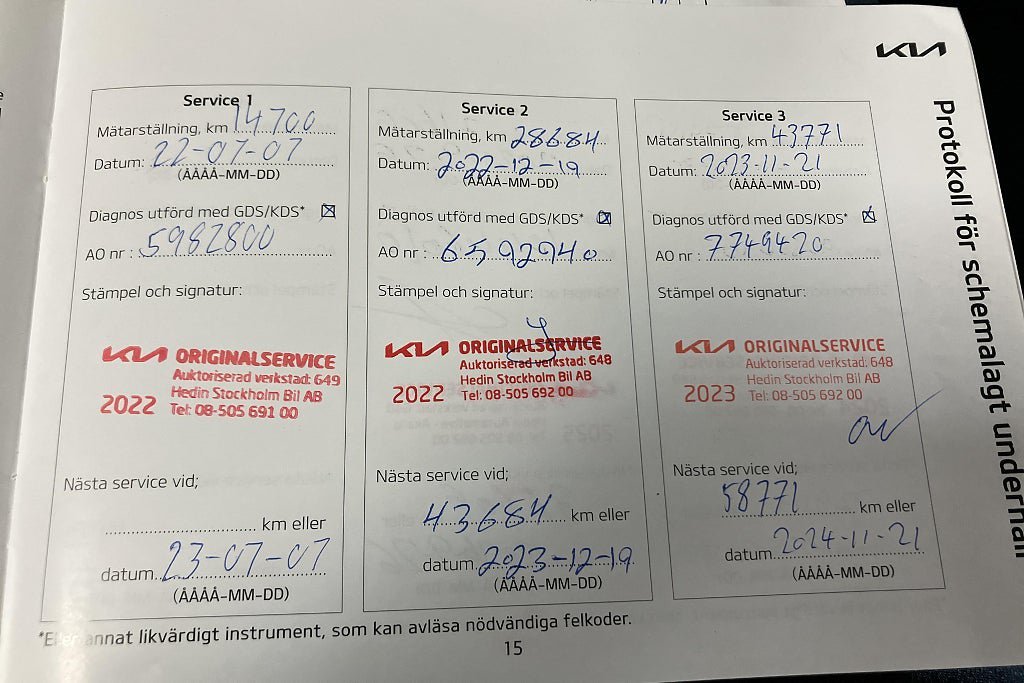 KIA
Protokoll för schemalagt underhåll
Service 1
Mätarställning, km 14700
Datum: 22-07-07
(ÅÅÅÅ-MM-DD)
Diagnos utförd med GDS/KDS* ☒
AO nr : 5982800
Stämpel och signatur:
KIA ORIGINALSERVICE
Auktoriserad verkstad: 649
Hedin Stockholm Bil AB
2022 Tel: 08-505 691 00
Nästa service vid;
km eller
datum. 23-07-07
(ÅÅÅÅ-MM-DD)
Service 2
Mätarställning, km 28684
Datum: 2022-12-19
(ÅÅÅÅ-MM-DD)
Diagnos utförd med GDS/KDS* ☒
AO nr : 6592940
Stämpel och signatur:
KIA ORIGINALSERVICE
Auktoriserad verkstad: 648
Hedin Stockholm Bil AB
2022 Tel: 08-505 692 00
Nästa service vid;
43684 km eller
datum. 2023-12-19
(ÅÅÅÅ-MM-DD)
Service 3
Mätarställning, km 43771
Datum: 2023-11-21
(ÅÅÅÅ-MM-DD)
Diagnos utförd med GDS/KDS* ☒
AO nr : 7749420
Stämpel och signatur:
KIA ORIGINALSERVICE
Auktoriserad verkstad: 648
Hedin Stockholm Bil AB
2023 Tel: 08-505 692 00
Nästa service vid;
58771 km eller
datum. 2024-11-21
(ÅÅÅÅ-MM-DD)
*Eller annat likvärdigt instrument, som kan avläsa nödvändiga felkoder.
15